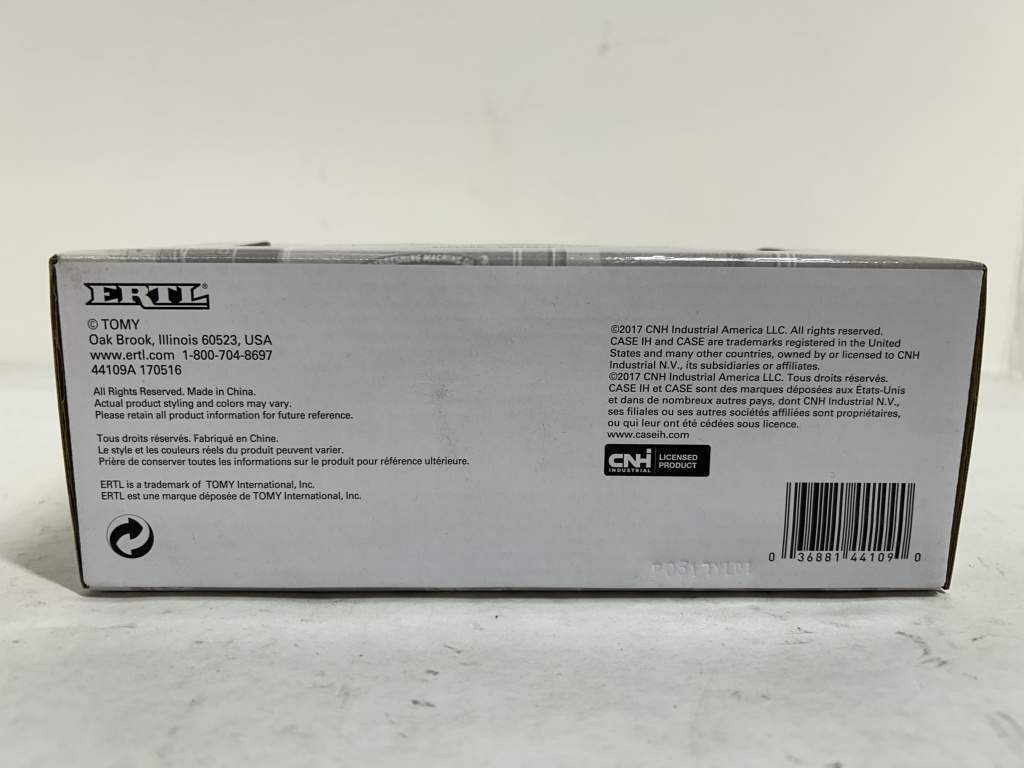 THRESHING MACHINE CO.
ERTL®
© TOMY
Oak Brook, Illinois 60523, USA
www.ertl.com 1-800-704-8697
44109A 170516
All Rights Reserved. Made in China.
Actual product styling and colors may vary.
Please retain all product information for future reference.
Tous droits réservés. Fabriqué en Chine.
Le style et les couleurs réels du produit peuvent varier.
Prière de conserver toutes les informations sur le produit pour référence ultérieure.
ERTL is a trademark of TOMY International, Inc.
ERTL est une marque déposée de TOMY International, Inc.
©2017 CNH Industrial America LLC. All rights reserved.
CASE IH and CASE are trademarks registered in the United
States and many other countries, owned by or licensed to CNH
Industrial N.V., its subsidiaries or affiliates.
©2017 CNH Industrial America LLC. Tous droits réservés.
CASE IH et CASE sont des marques déposées aux États-Unis
et dans de nombreux autres pays, dont CNH Industrial N.V.,
ses filiales ou ses autres sociétés affiliées sont propriétaires,
ou qui leur ont été cédées sous licence.
www.caseih.com
CNH
INDUSTRIAL
LICENSED
PRODUCT
0 36881 44109 0